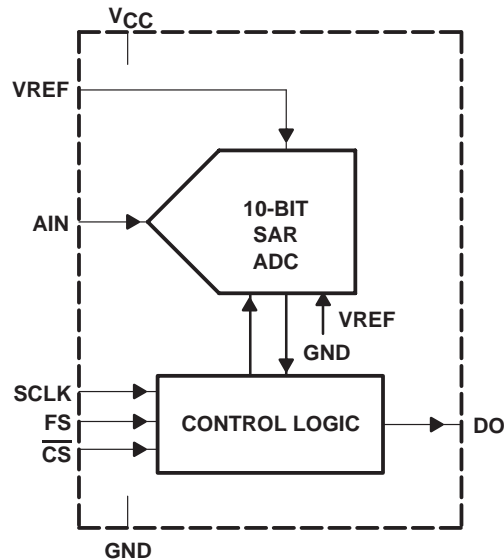 VCC
VREF
AIN
10-BIT
SAR
ADC
VREF
GND
SCLK
FS
CS
CONTROL LOGIC
DO
GND